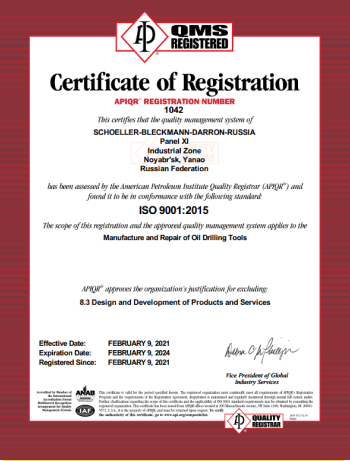 API QMS
REGISTERED
Certificate of Registration
APIQR® REGISTRATION NUMBER
1042
This certifies that the quality management system of
SCHOELLER-BLECKMANN-DARRON-RUSSIA
Panel XI
Industrial Zone
Noyabr'sk, Yanao
Russian Federation
has been assessed by the American Petroleum Institute Quality Registrar (APIQR®) and
found it to be in conformance with the following standard:
ISO 9001:2015
The scope of this registration and the approved quality management system applies to the
Manufacture and Repair of Oil Drilling Tools
APIQR® approves the organization's justification for excluding:
8.3 Design and Development of Products and Services
Effective Date: FEBRUARY 9, 2021
Expiration Date: FEBRUARY 9, 2024
Registered Since: FEBRUARY 9, 2021
Vice President of Global
Industry Services
Accredited by Member of
the International
Accreditation Forum
Multilateral Recognition
Arrangement for Quality
Management Systems
ANAB
IAF
This certificate is valid for the period specified herein. The registered organization must continually meet all requirements of APIQR's Registration
Program and the requirements of the Registration Agreement. Registration is maintained and regularly monitored through annual full system audits.
Further clarifications regarding the scope of this certificate and the applicability of ISO 9001 standard requirements may be obtained by consulting the
registered organization. This certificate has been issued from APIQR offices located at 200 Massachusetts Avenue, NW Suite 1100, Washington, DC 20001-
5571, U.S.A., it is the property of APIQR, and must be returned upon request. To verify
the authenticity of this certificate, go to www.api.org/compositelist.
API QUALITY
REGISTRAR